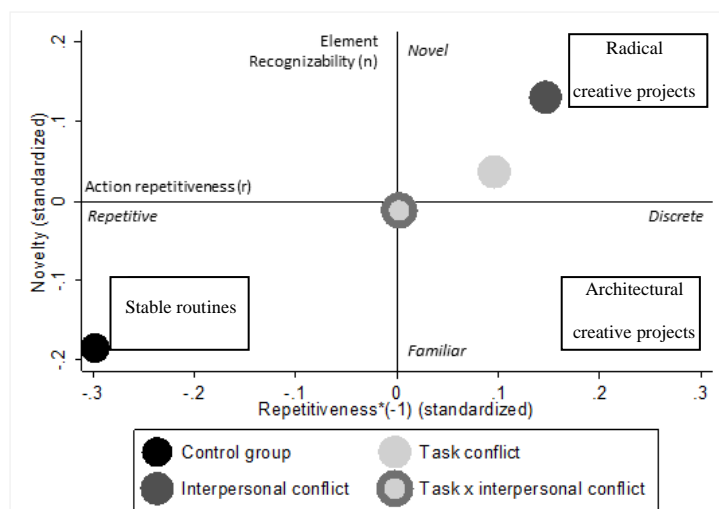 .2
Element
Recognizability (n)
Novel
Radical
creative projects
.1
0
Action repetitiveness (r)
Repetitive
Discrete
Novelty (standardized)
-.1
Stable routines
Architectural
creative projects
Familiar
-.2
-.3
-.2
-.1
0
.1
.2
.3
Repetitiveness*(-1) (standardized)
Control group
Task conflict
Interpersonal conflict
Task x interpersonal conflict